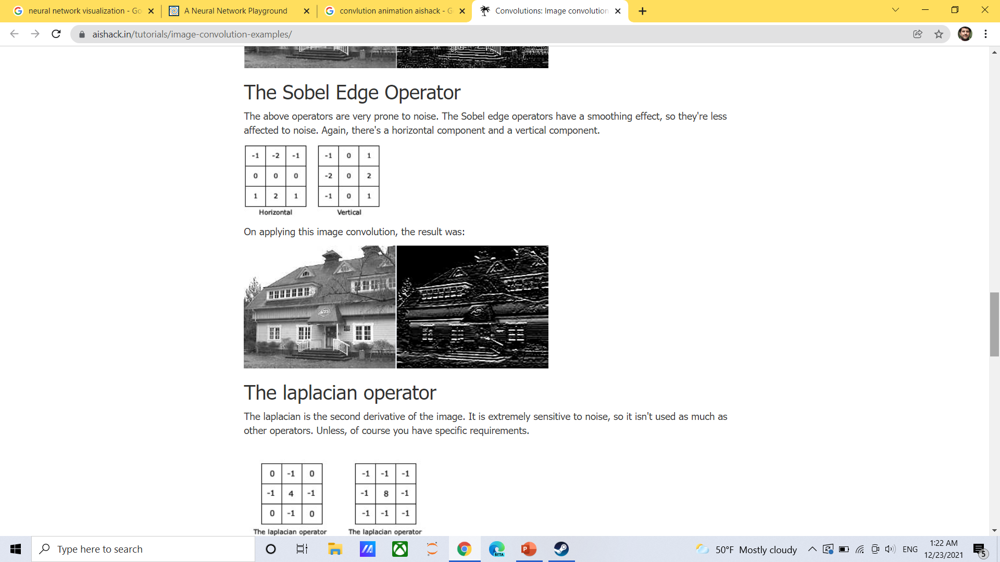 neural network visualization - Go
A Neural Network Playground
convlution animation aishack - G
Convolutions: Image convolution
aishack.in/tutorials/image-convolution-examples/
The Sobel Edge Operator
The above operators are very prone to noise. The Sobel edge operators have a smoothing effect, so they're less
affected to noise. Again, there's a horizontal component and a vertical component.
-1 -2 -1
0 0 0
1 2 1
Horizontal
-1 0 1
-2 0 2
-1 0 1
Vertical
On applying this image convolution, the result was:
The laplacian operator
The laplacian is the second derivative of the image. It is extremely sensitive to noise, so it isn't used as much as
other operators. Unless, of course you have specific requirements.
0 -1 0
-1 4 -1
0 -1 0
The laplacian operator
-1 -1 -1
-1 8 -1
-1 -1 -1
The laplacian operator
Type here to search
BETA
P
50°F Mostly cloudy
ENG
1:22 AM
12/23/2021
5